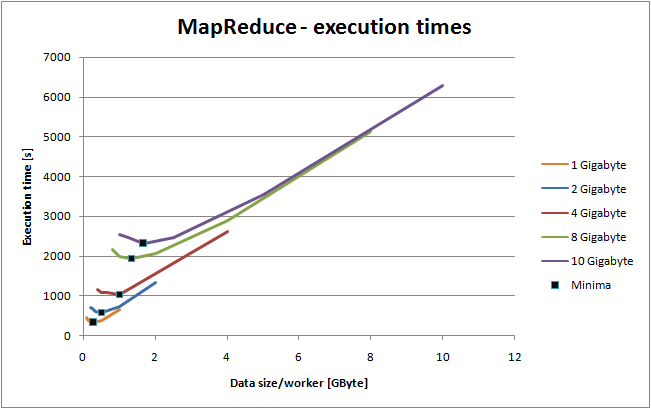 MapReduce - execution times
7000
6000
5000
4000
3000
2000
1000
0
Execution time [s]
0 2 4 6 8 10 12
Data size/worker [GByte]
1 Gigabyte
2 Gigabyte
4 Gigabyte
8 Gigabyte
10 Gigabyte
Minima